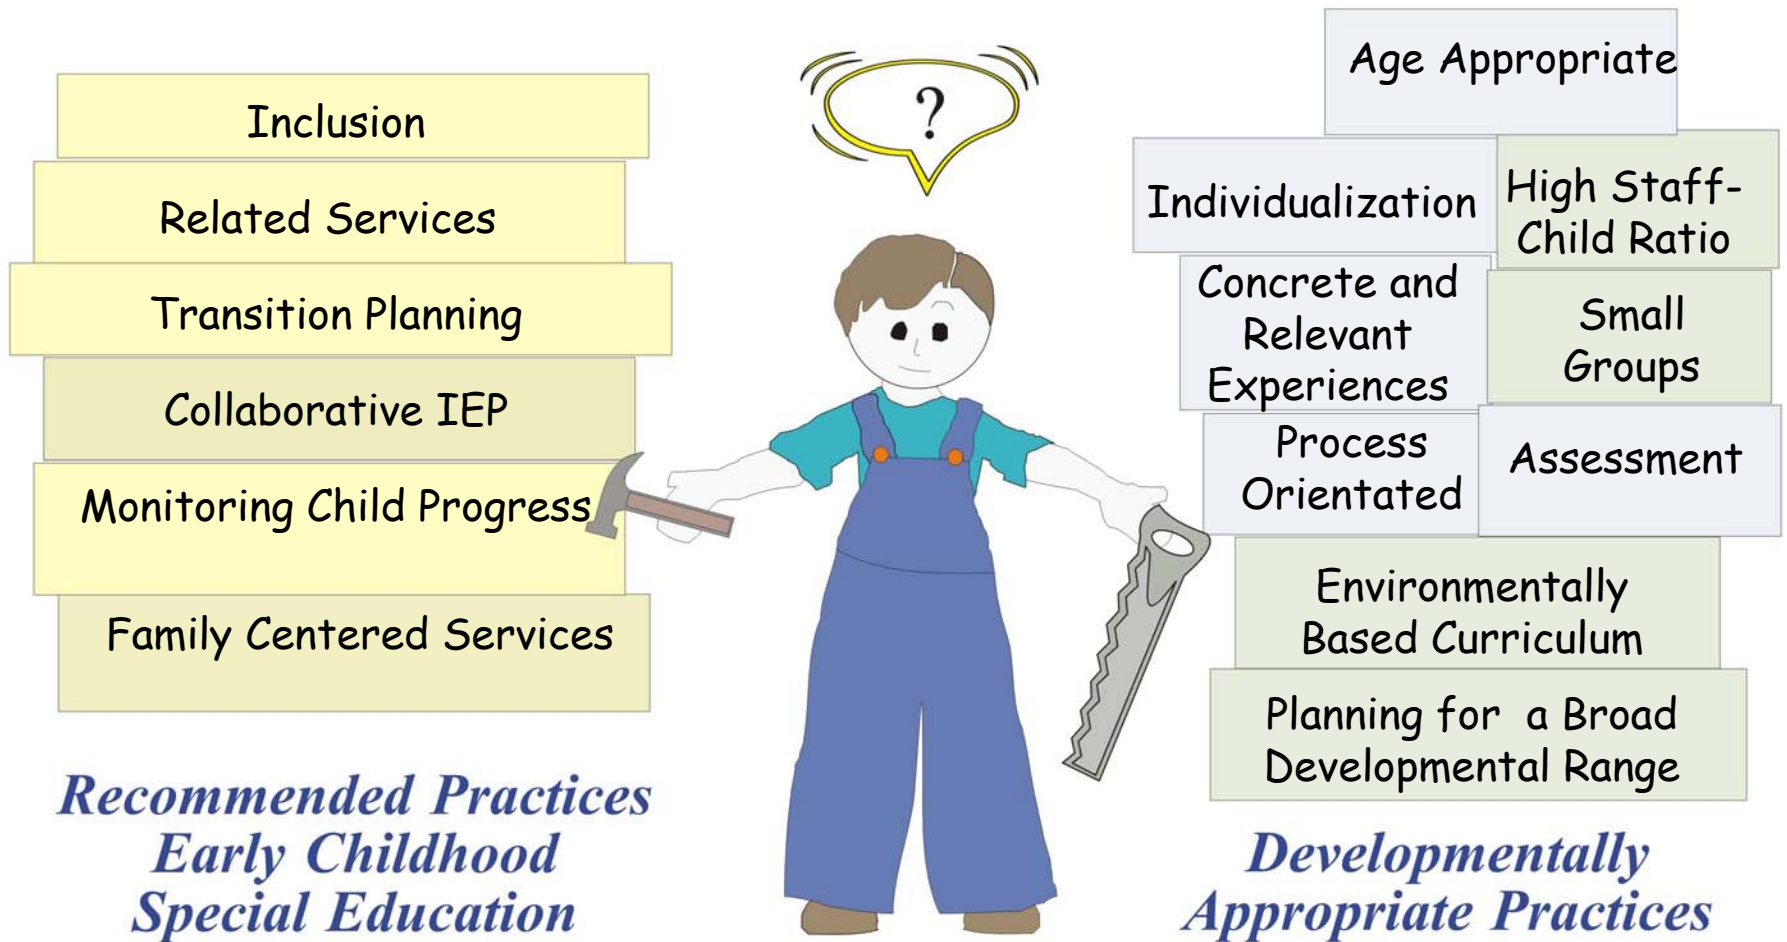 Inclusion
Related Services
Transition Planning
Collaborative IEP
Monitoring Child Progress
Family Centered Services
Recommended Practices
Early Childhood
Special Education
?
Age Appropriate
Individualization
High Staff-
Child Ratio
Concrete and
Relevant
Experiences
Small
Groups
Process
Orientated
Assessment
Environmentally
Based Curriculum
Planning for a Broad
Developmental Range
Developmentally
Appropriate Practices